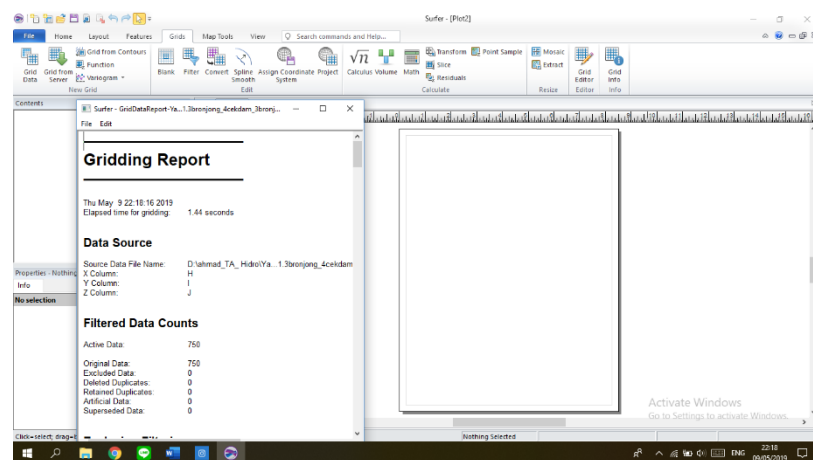 Surfer - [Plot2]
File Home Layout Features Grids Map Tools View Search commands and Help...
Grid Data
Grid from Server
Grid from Contours
Function
Variogram
New Grid
Blank Filter Convert Spline Smooth Assign Coordinate System Project
Edit
Calculus Volume Math
Transform Point Sample
Slice
Residuals
Calculate
Mosaic
Extract
Resize
Grid Editor
Editor
Grid Info
Info
Contents
Surfer - GridDataReport-Ya...1.3bronjong_4cekdam_3bronj...
File Edit
Gridding Report
Thu May 9 22:18:16 2019
Elapsed time for gridding: 1.44 seconds
Data Source
Source Data File Name: D:\ahmad_TA_ Hidro\Ya...1.3bronjong_4cekdam
X Column: H
Y Column: I
Z Column: J
Filtered Data Counts
Active Data: 750
Original Data: 750
Excluded Data: 0
Deleted Duplicates: 0
Retained Duplicates: 0
Artificial Data: 0
Superseded Data: 0
Properties - Nothing
Info
No selection
Activate Windows
Go to Settings to activate Windows.
Click=select; drag=
Nothing Selected
ENG
22:18
09/05/2019